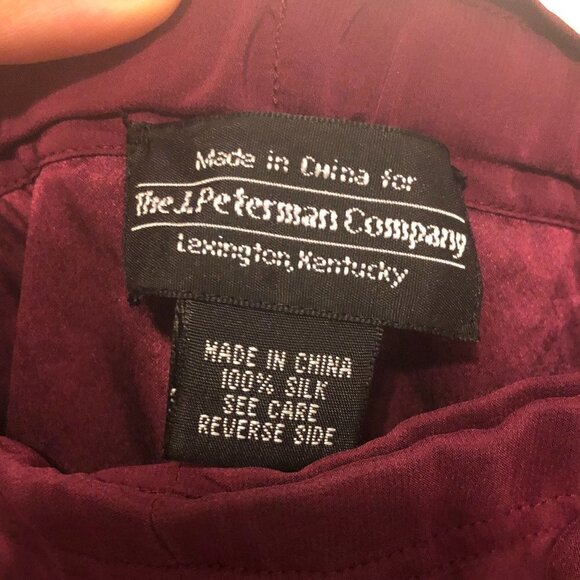 Made in China for
The J. Peterman Company
Lexington, Kentucky
MADE IN CHINA
100% SILK
SEE CARE
REVERSE SIDE